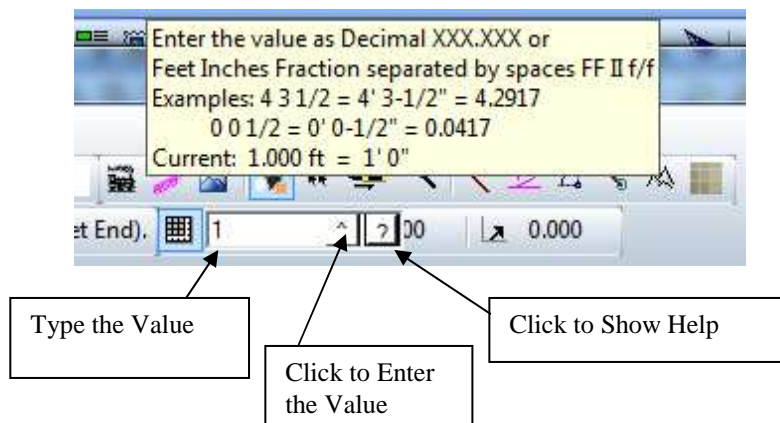 Enter the value as Decimal XXX.XXX or
Feet Inches Fraction separated by spaces FF II f/f
Examples: 4 3 1/2 = 4' 3-1/2" = 4.2917
0 0 1/2 = 0' 0-1/2" = 0.0417
Current: 1.000 ft = 1' 0"
et End). 1 ^ ? 00 0.000
Type the Value
Click to Show Help
Click to Enter
the Value